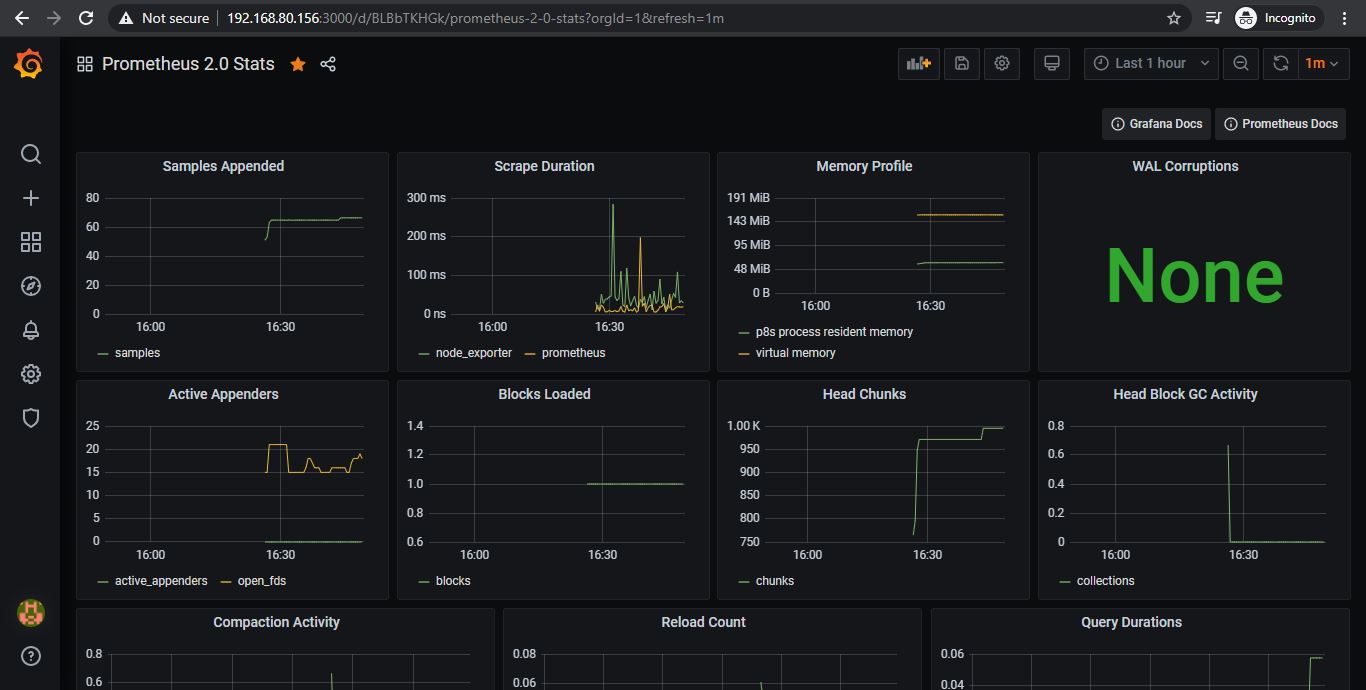 Not secure 192.168.80.156:3000/d/BLBbTKHGk/prometheus-2-0-stats?orgId=1&refresh=1m Incognito
Prometheus 2.0 Stats Last 1 hour 1m
Grafana Docs Prometheus Docs
Samples Appended
80
60
40
20
0
16:00 16:30
samples
Scrape Duration
300 ms
200 ms
100 ms
0 ns
16:00 16:30
node_exporter prometheus
Memory Profile
191 MiB
143 MiB
95 MiB
48 MiB
0 B
16:00 16:30
p8s process resident memory
virtual memory
WAL Corruptions
None
Active Appenders
25
20
15
10
5
0
16:00 16:30
active_appenders open_fds
Blocks Loaded
1.4
1.2
1.0
0.8
0.6
16:00 16:30
blocks
Head Chunks
1.00 K
950
900
850
800
750
16:00 16:30
chunks
Head Block GC Activity
0.8
0.6
0.4
0.2
0
16:00 16:30
collections
Compaction Activity
0.8
0.6
Reload Count
0.08
0.06
Query Durations
0.06
0.04